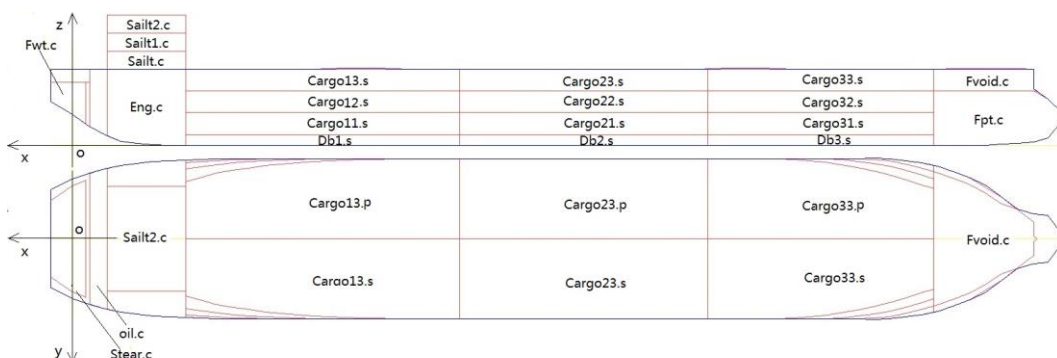 z
Sailt2.c
Sailt1.c
Sailt.c
Fwt.c
Eng.c
Cargo13.s
Cargo23.s
Cargo33.s
Fvoid.c
Cargo12.s
Cargo22.s
Cargo32.s
Cargo11.s
Cargo21.s
Cargo31.s
Fpt.c
Db1.s
Db2.s
Db3.s
x
O
Cargo13.p
Cargo23.p
Cargo33.p
O
Sailt2.c
Fvoid.c
x
Cargo13.s
Cargo23.s
Cargo33.s
oil.c
Stear.c
y